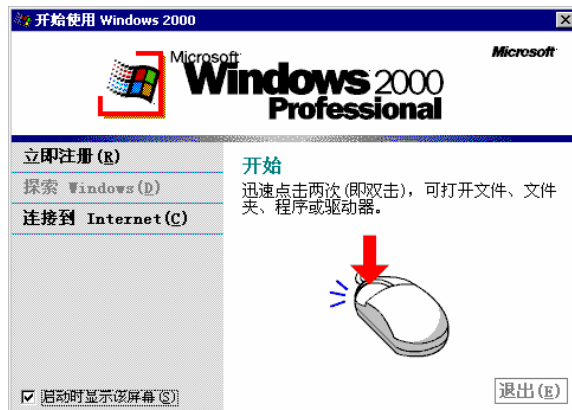 开始使用 Windows 2000
Microsoft
Windows 2000
Professional
Microsoft
立即注册(R)
探索 Windows(D)
连接到 Internet(C)
开始
迅速点击两次(即双击)，可打开文件、文件
夹、程序或驱动器。
启动时显示该屏幕(S)
退出(E)